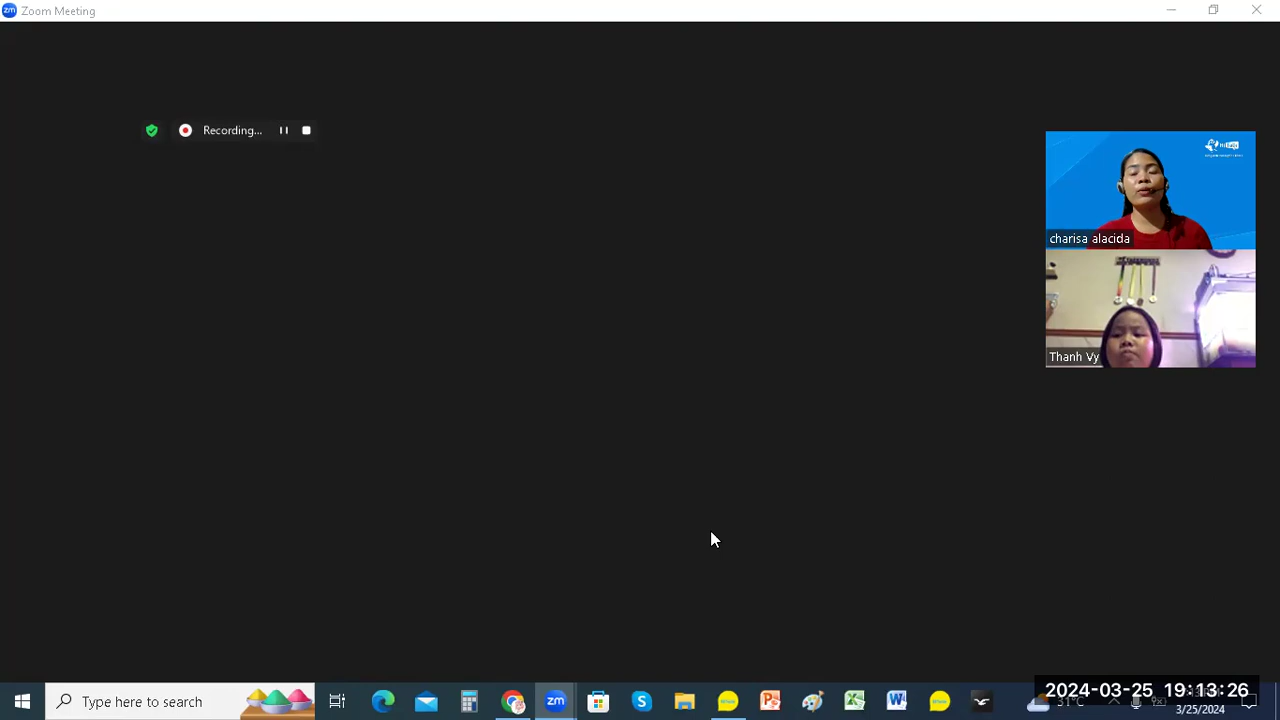 Zoom Meeting
Recording...
charisa alacida
Thanh Vy
Type here to search
31°C
2024-03-25 19:13:26
3/25/2024